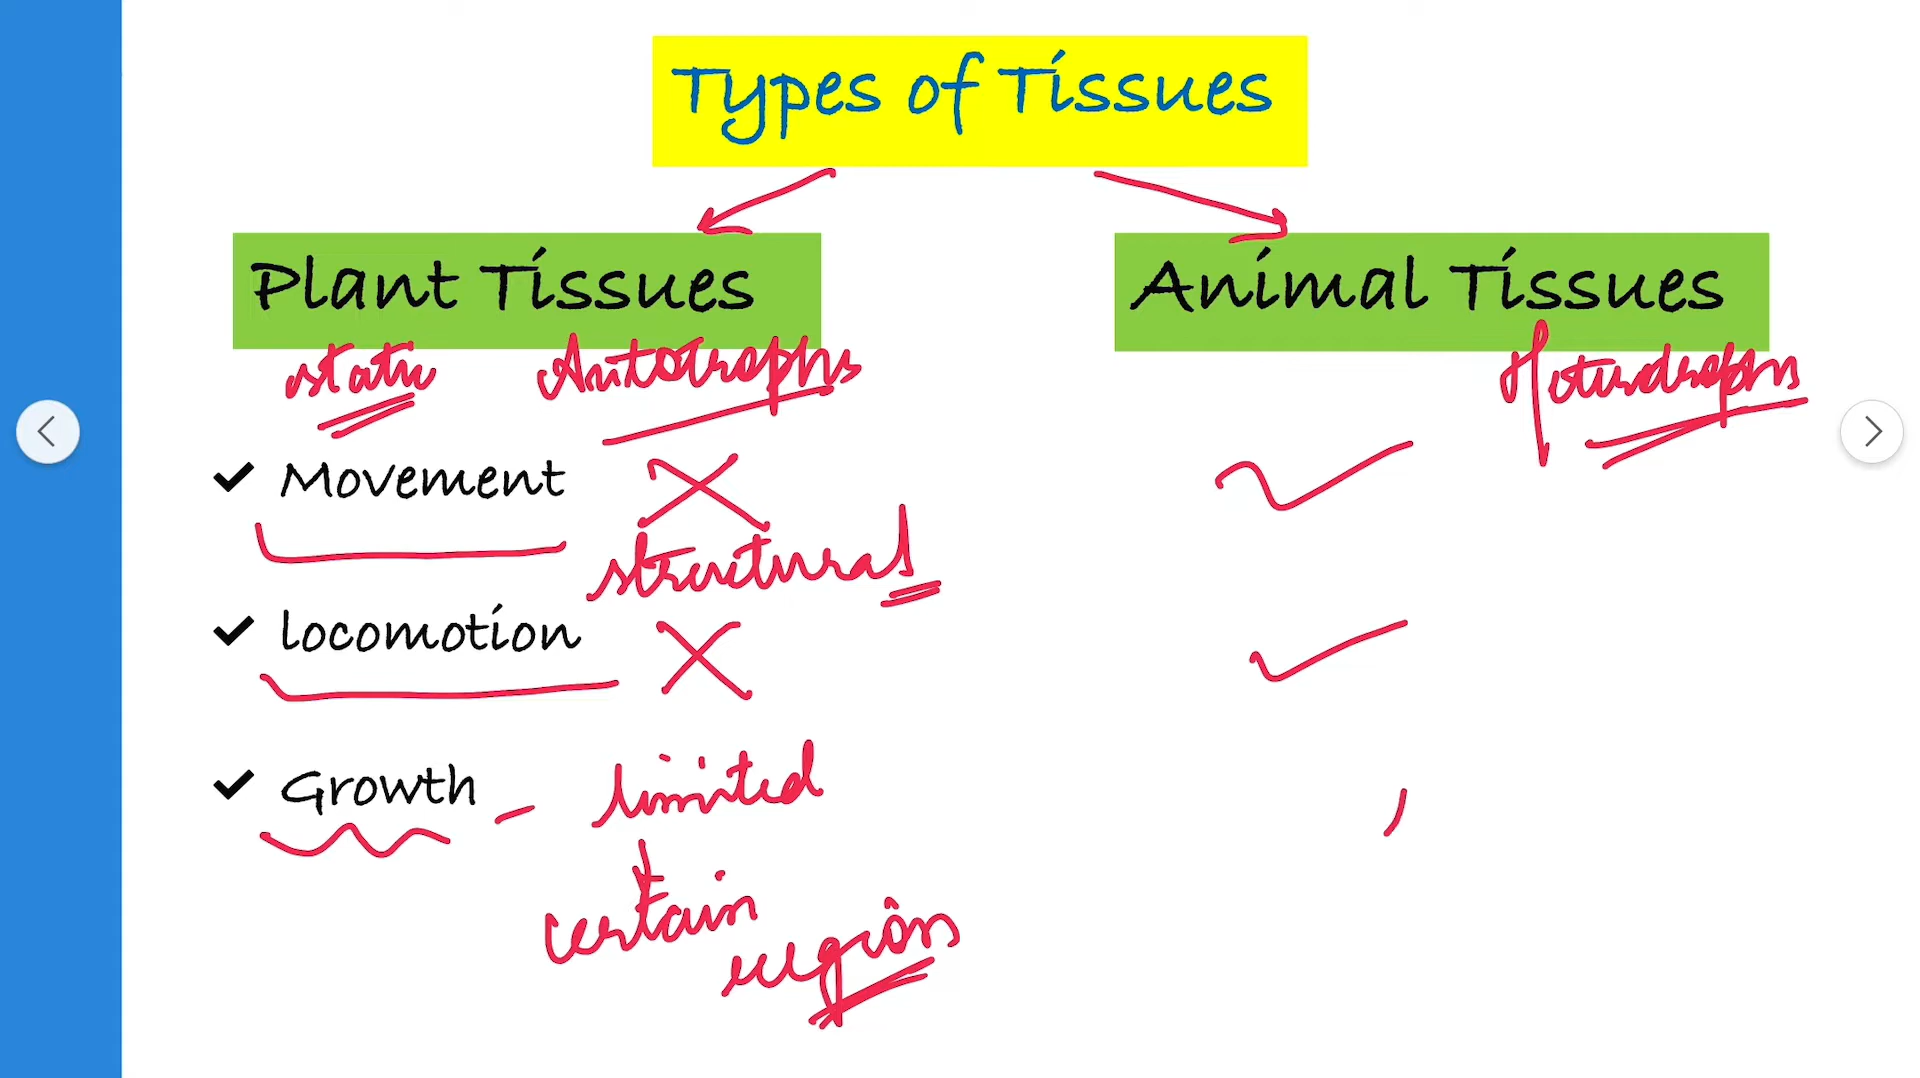 Types of Tissues
Plant Tissues
Animal Tissues
static Autotrophs
Heterotrophs
✔ Movement
structural
✔ locomotion
✔ Growth - limited
certain
region